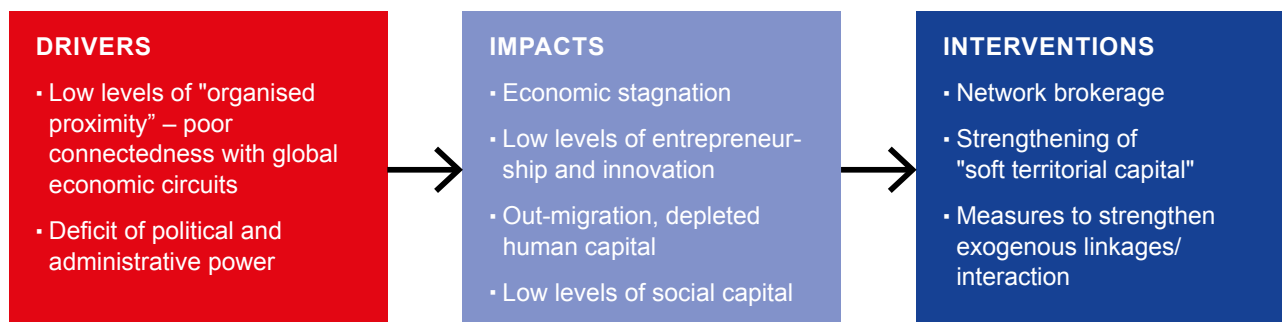 DRIVERS
▪ Low levels of "organised
proximity” – poor
connectedness with global
economic circuits
▪ Deficit of political and
administrative power
IMPACTS
▪ Economic stagnation
▪ Low levels of entrepreneur-
ship and innovation
▪ Out-migration, depleted
human capital
▪ Low levels of social capital
INTERVENTIONS
▪ Network brokerage
▪ Strengthening of
"soft territorial capital"
▪ Measures to strengthen
exogenous linkages/
interaction